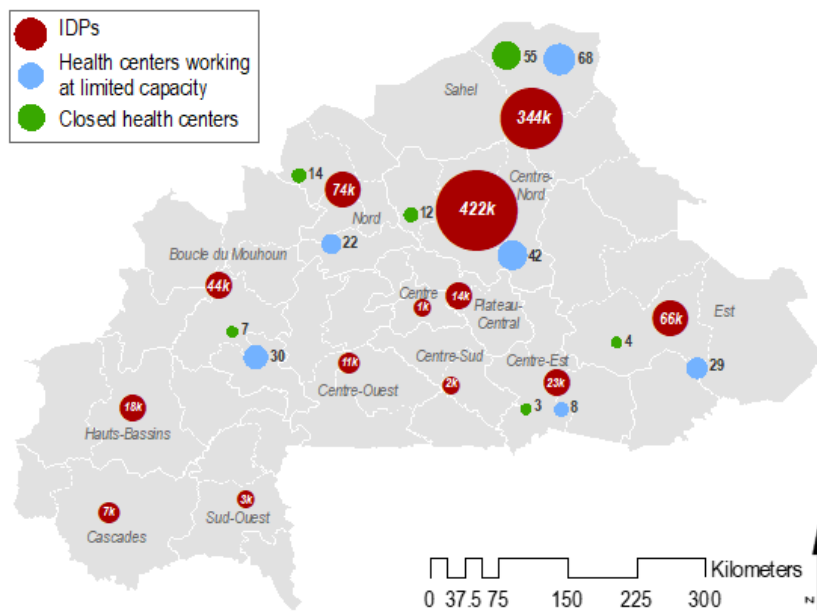 IDPs
Health centers working
at limited capacity
Closed health centers
55
68
Sahel
344k
14
74k
Centre-
Nord
12
422k
Nord
22
42
Boucle du Mouhoun
44k
Centre
1k
14k
Plateau-
Central
Est
66k
7
4
30
Centre-Sud
Centre-Est
29
11k
2k
23k
Centre-Ouest
3
8
18k
Hauts-Bassins
7k
3k
Cascades
Sud-Ouest
Kilometers
0 37.5 75 150 225 300
z